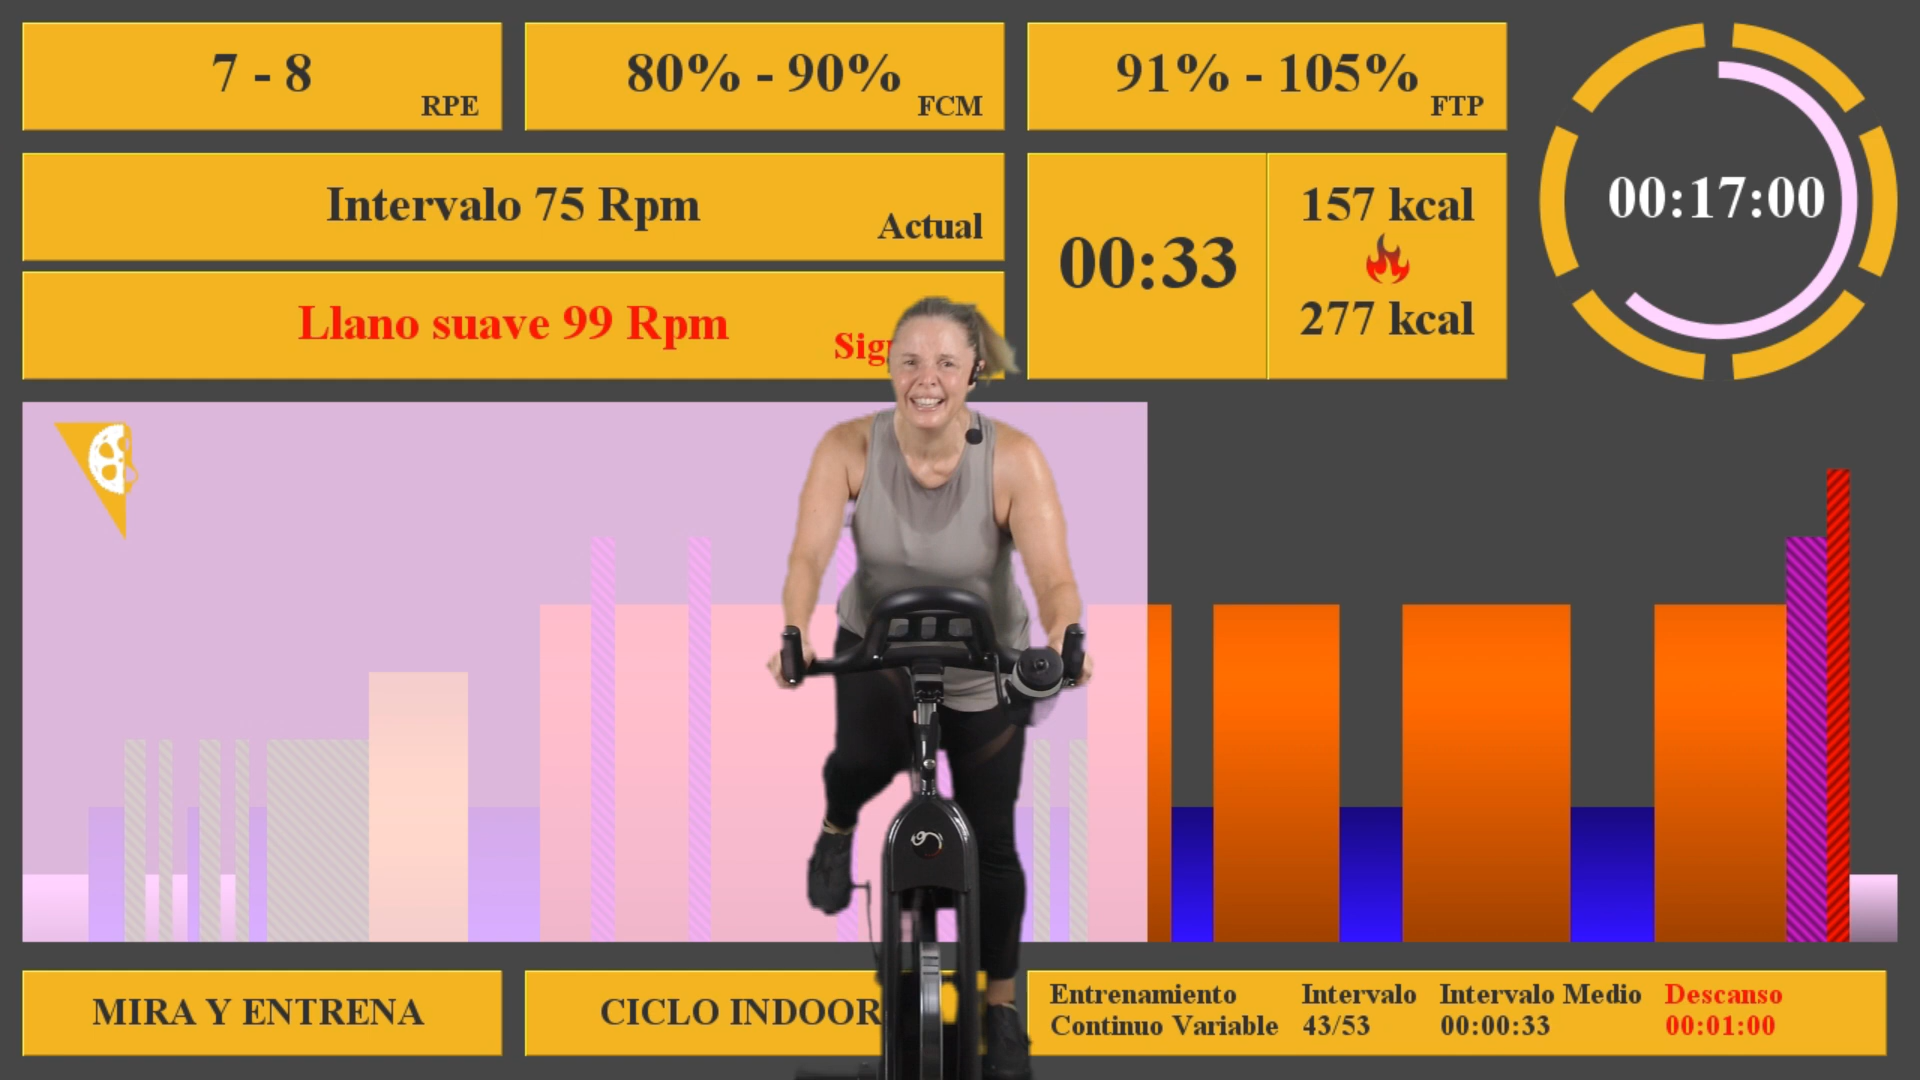 7 - 8
RPE
80% - 90%
FCM
91% - 105%
FTP
00:17:00
Intervalo 75 Rpm
Actual
00:33
157 kcal
277 kcal
Llano suave 99 Rpm
MIRA Y ENTRENA
CICLO INDOOR
Entrenamiento
Continuo Variable
Intervalo
43/53
Intervalo Medio
00:00:33
Descanso
00:01:00